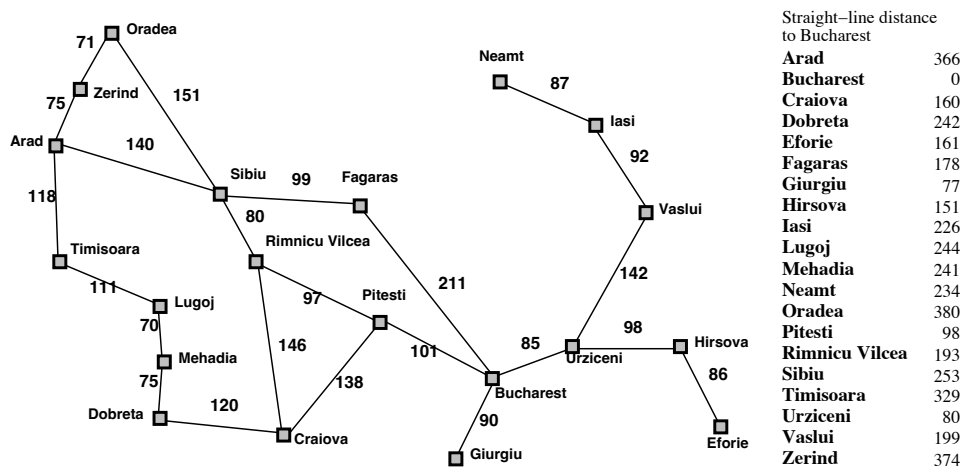 Oradea
71
Neamt
87
Zerind
151
75
Iasi
Arad
140
92
Sibiu
99
Fagaras
118
80
Vaslui
Rimnicu Vilcea
Timisoara
142
111
211
Lugoj
97
Pitesti
70
98
Hirsova
146
101
85
Urziceni
Mehadia
138
86
75
Bucharest
120
90
Dobreta
Craiova
Eforie
Giurgiu
Straight–line distance
to Bucharest
Arad 366
Bucharest 0
Craiova 160
Dobreta 242
Eforie 161
Fagaras 178
Giurgiu 77
Hirsova 151
Iasi 226
Lugoj 244
Mehadia 241
Neamt 234
Oradea 380
Pitesti 98
Rimnicu Vilcea 193
Sibiu 253
Timisoara 329
Urziceni 80
Vaslui 199
Zerind 374